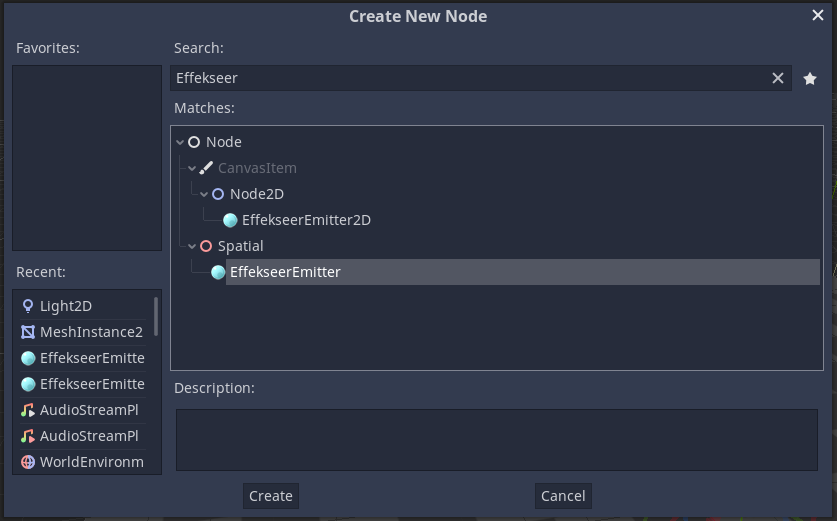 Create New Node
Favorites:
Search:
Effekseer
Matches:
Node
CanvasItem
Node2D
EffekseerEmitter2D
Spatial
EffekseerEmitter
Recent:
Light2D
MeshInstance2
EffekseerEmitte
EffekseerEmitte
AudioStreamPl
AudioStreamPl
WorldEnvironm
Description:
Create
Cancel